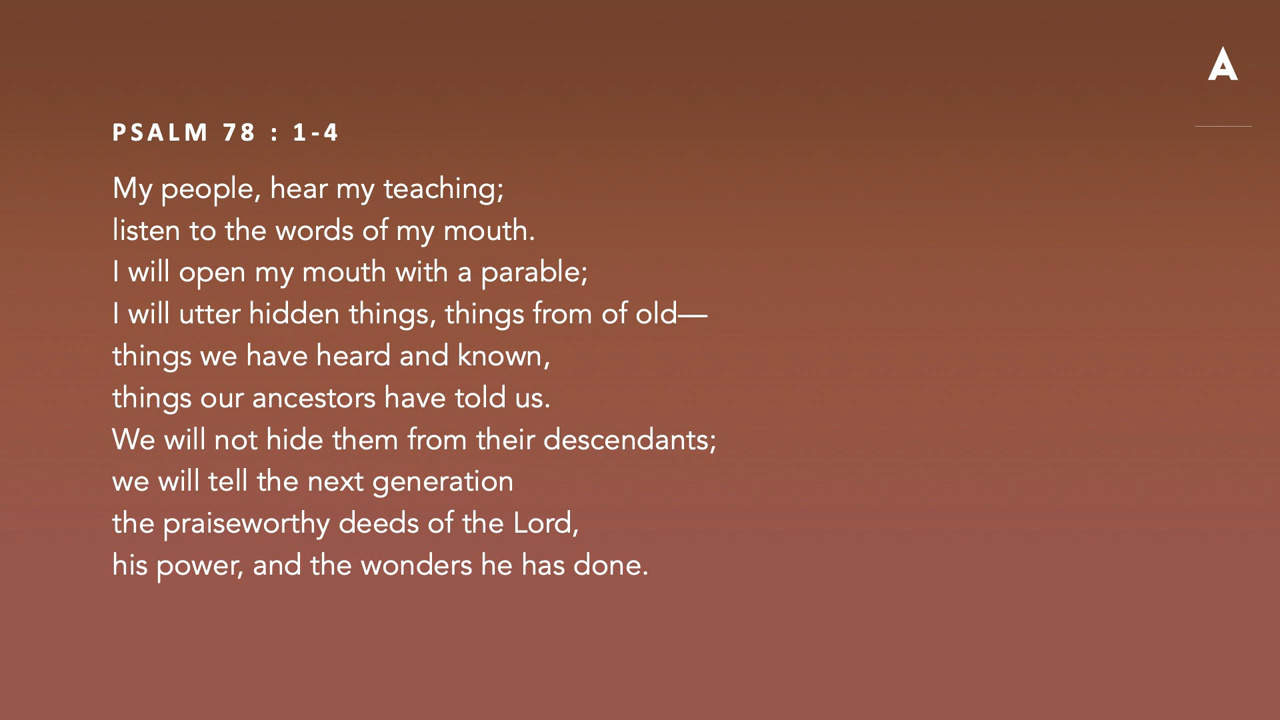 A
PSALM 78 : 1-4
My people, hear my teaching;
listen to the words of my mouth.
I will open my mouth with a parable;
I will utter hidden things, things from of old—
things we have heard and known,
things our ancestors have told us.
We will not hide them from their descendants;
we will tell the next generation
the praiseworthy deeds of the Lord,
his power, and the wonders he has done.